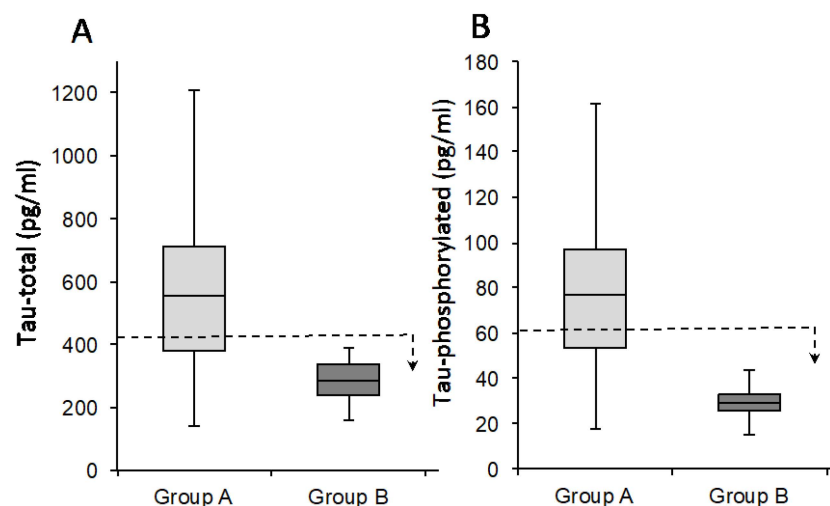 A
Tau-total (pg/ml)
1200
1000
800
600
400
200
0
Group A
Group B
B
Tau-phosphorylated (pg/ml)
180
160
140
120
100
80
60
40
20
0
Group A
Group B